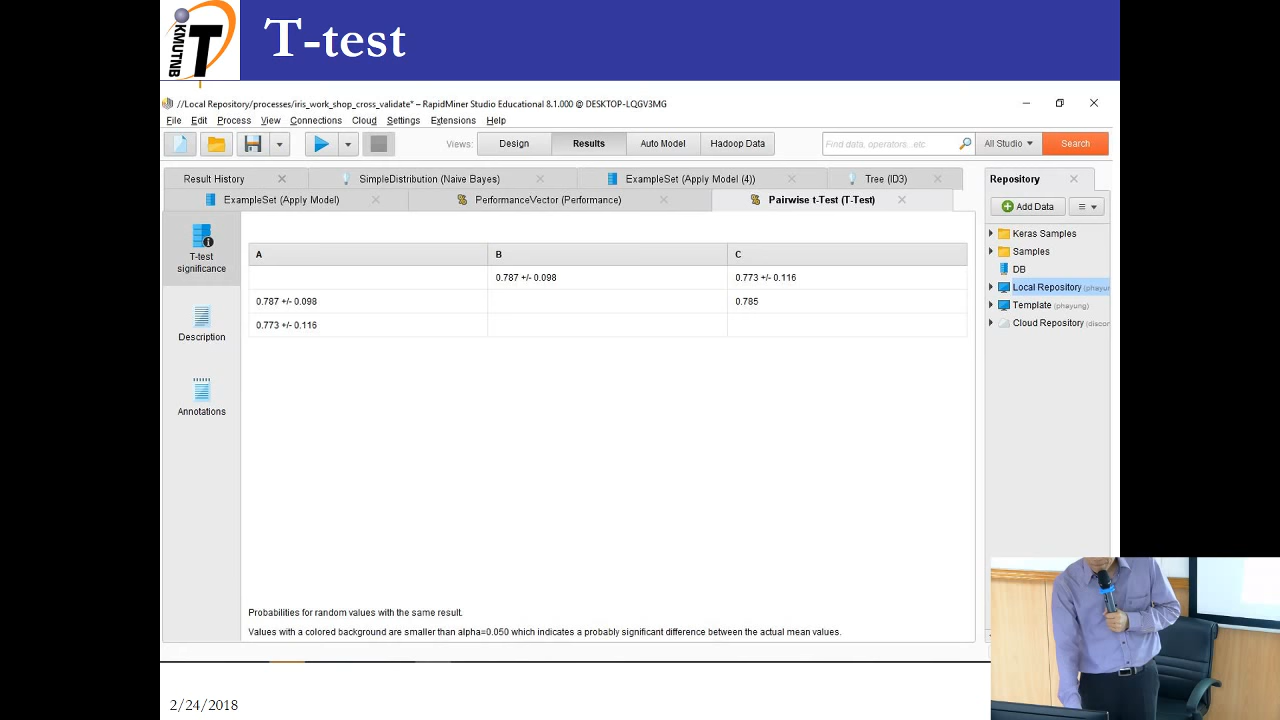 KMUTNB
T
T-test
//Local Repository/processes/iris_work_shop_cross_validate* – RapidMiner Studio Educational 8.1.000 @ DESKTOP-LQGV3MG
File Edit Process View Connections Cloud Settings Extensions Help
Views: Design Results Auto Model Hadoop Data Find data, operators...etc All Studio Search
Result History SimpleDistribution (Naive Bayes) ExampleSet (Apply Model (4)) Tree (ID3)
ExampleSet (Apply Model) PerformanceVector (Performance) Pairwise t-Test (T-Test)
T-test
significance
Description
Annotations
A B C
0.787 +/- 0.098 0.773 +/- 0.116
0.787 +/- 0.098 0.785
0.773 +/- 0.116
Probabilities for random values with the same result.
Values with a colored background are smaller than alpha=0.050 which indicates a probably significant difference between the actual mean values.
Repository
Add Data
Keras Samples
Samples
DB
Local Repository (phayun
Template (phayung)
Cloud Repository (discon
2/24/2018